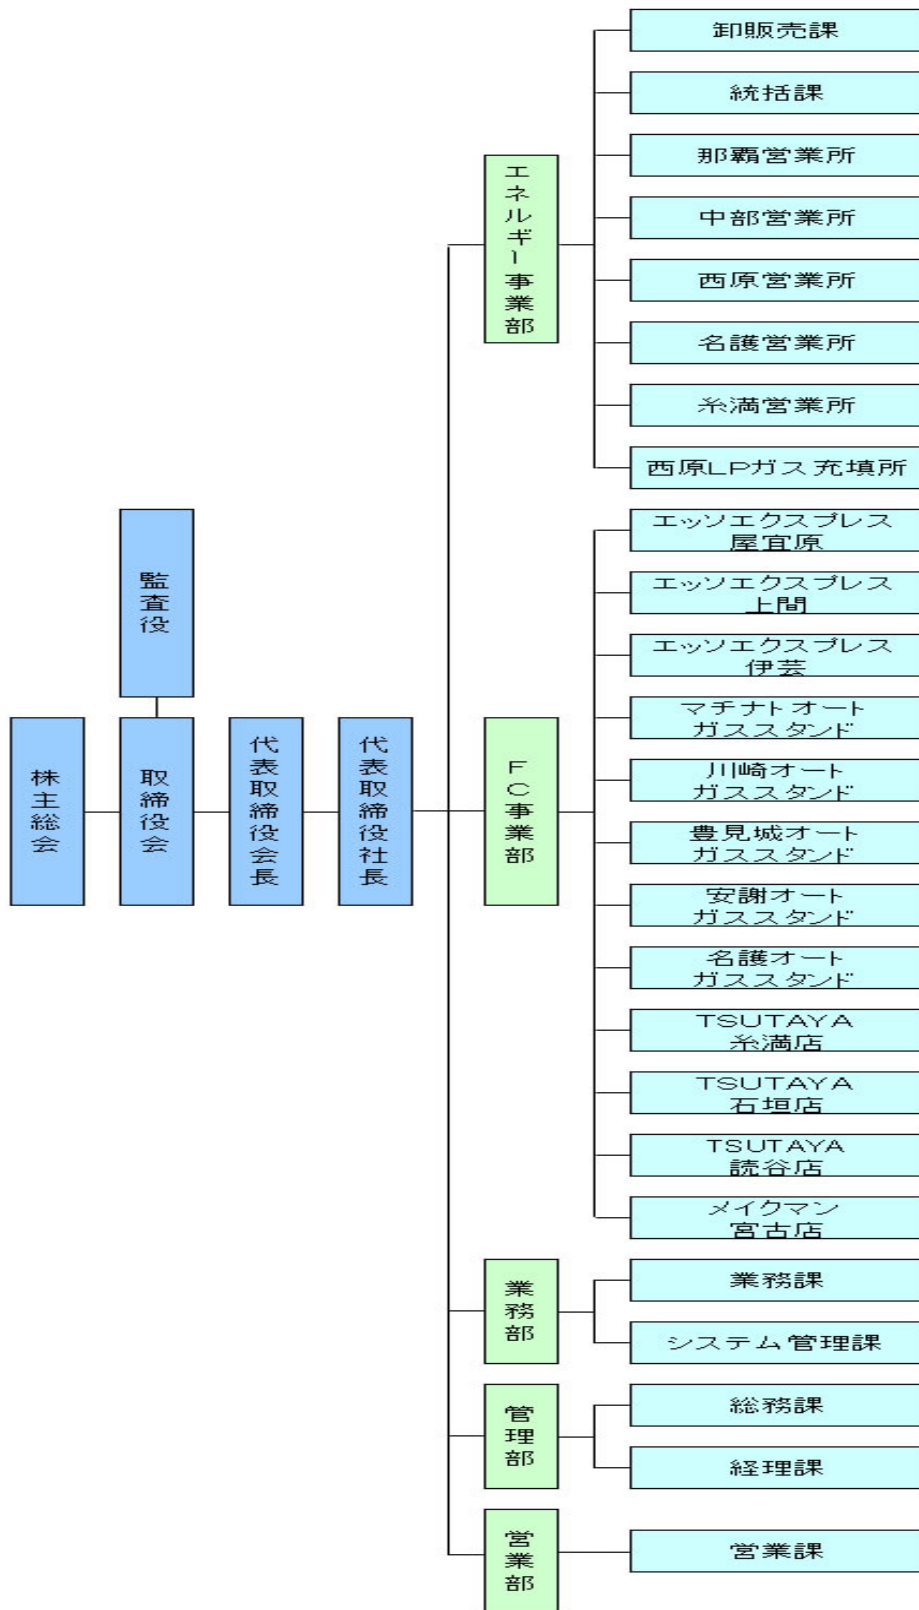 株主総会
監査役
取締役会
代表取締役会長
代表取締役社長
エネルギー事業部
卸販売課
統括課
那覇営業所
中部営業所
西原営業所
名護営業所
糸満営業所
西原LPガス充填所
FC事業部
エッソエクスプレス
屋宜原
エッソエクスプレス
上間
エッソエクスプレス
伊芸
マチナトオート
ガススタンド
川崎オート
ガススタンド
豊見城オート
ガススタンド
安謝オート
ガススタンド
名護オート
ガススタンド
TSUTAYA
糸満店
TSUTAYA
石垣店
TSUTAYA
読谷店
メイクマン
宮古店
業務部
業務課
システム管理課
管理部
総務課
経理課
営業部
営業課